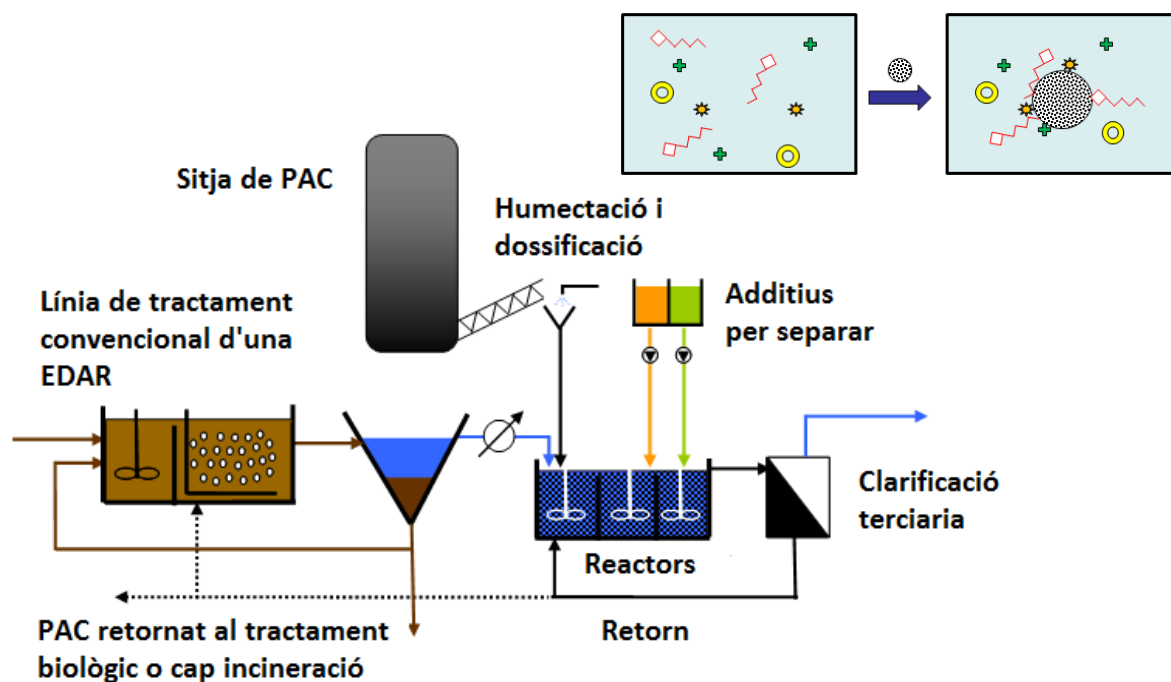 Sitja de PAC
Humectació i
dossificació
Línia de tractament
convencional d'una
EDAR
Additius
per separar
Clarificació
terciaria
Reactors
PAC retornat al tractament
biològic o cap incineració
Retorn